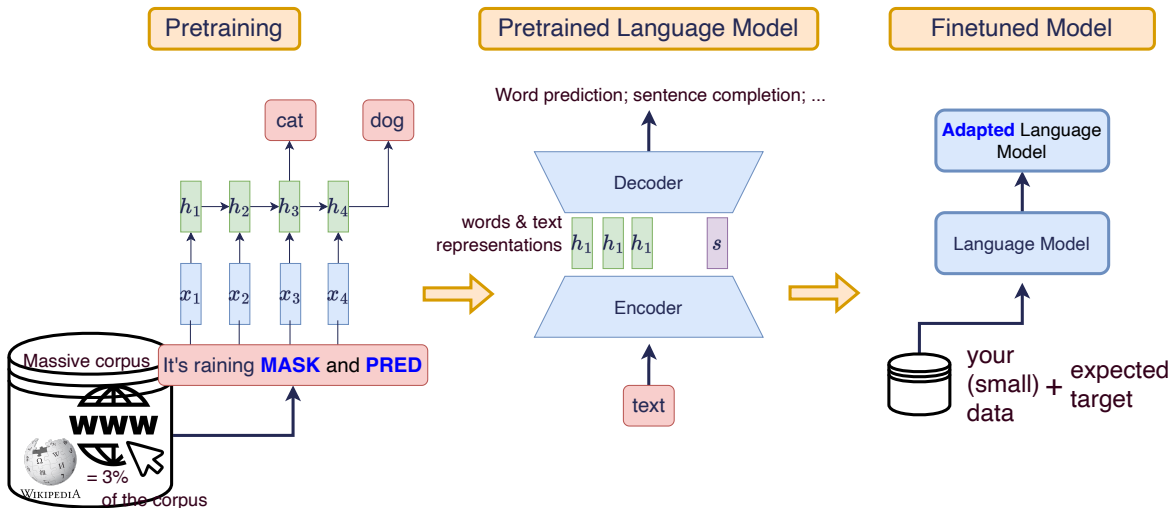 Pretraining
Pretrained Language Model
Finetuned Model
cat
dog
h₁ h₂ h₃ h₄
x₁ x₂ x₃ x₄
Massive corpus
It's raining MASK and PRED
WWW
WIKIPEDIA
= 3%
of the corpus
Word prediction; sentence completion; ...
Decoder
words & text
representations
h₁ h₁ h₁ s
Encoder
text
Adapted Language
Model
Language Model
your
(small)
data
+
expected
target